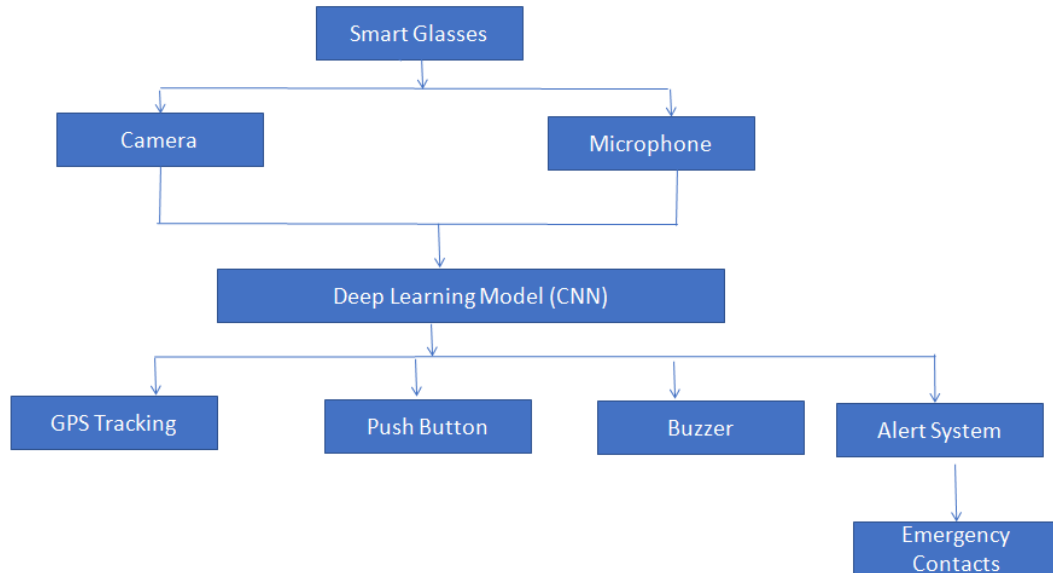 Smart Glasses
Camera
Microphone
Deep Learning Model (CNN)
GPS Tracking
Push Button
Buzzer
Alert System
Emergency
Contacts